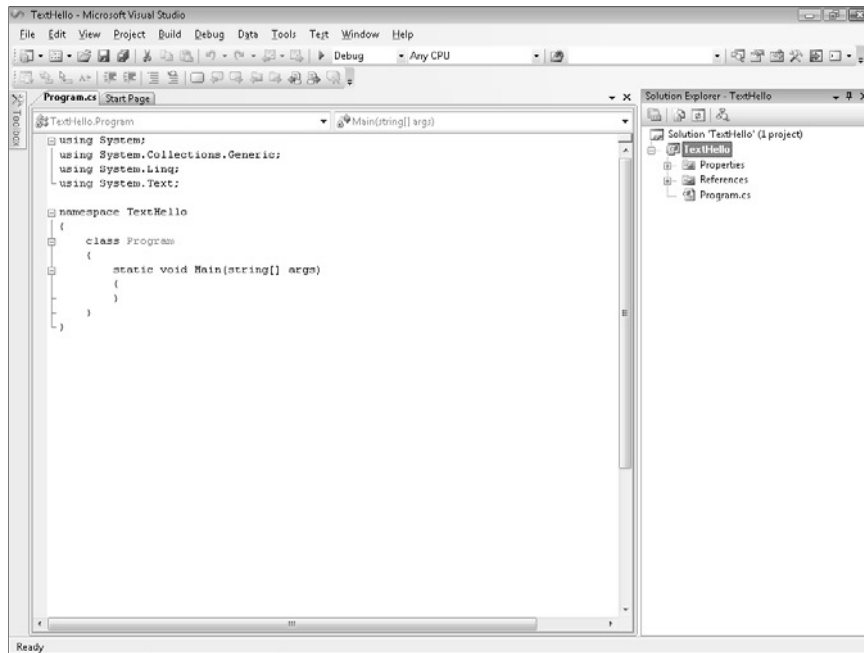 TextHello - Microsoft Visual Studio
File Edit View Project Build Debug Data Tools Test Window Help
Debug Any CPU
Toolbox
Program.cs Start Page
TextHello.Program Main(string[] args)
using System;
using System.Collections.Generic;
using System.Linq;
using System.Text;
namespace TextHello
{
class Program
{
static void Main(string[] args)
{
}
}
}
Solution Explorer - TextHello
Solution 'TextHello' (1 project)
TextHello
Properties
References
Program.cs
Ready